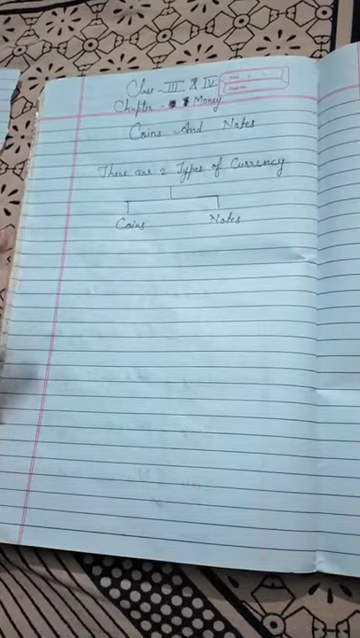 Class - III & IV
Chapter - Money
Coins And Notes
There are 2 Types of Currency
Coins Notes